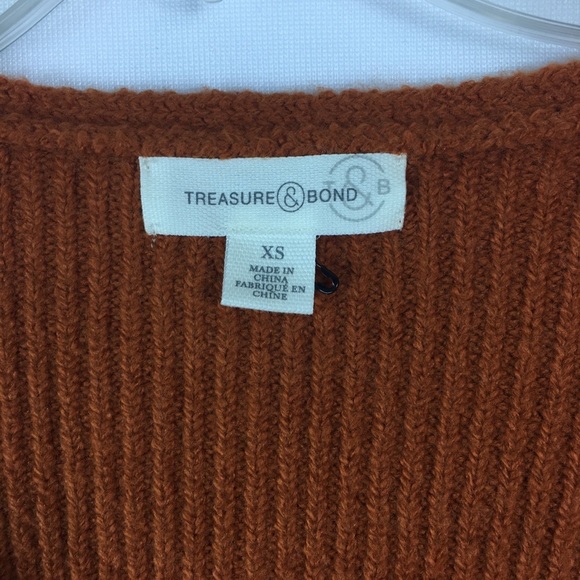 TREASURE & BOND
T & B
XS
MADE IN
CHINA
FABRIQUÉ EN
CHINE